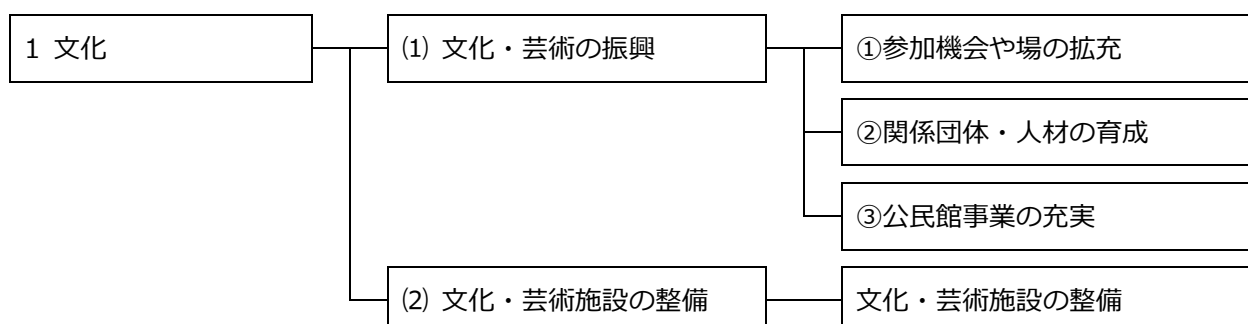 1 文化
⑴ 文化・芸術の振興
①参加機会や場の拡充
②関係団体・人材の育成
③公民館事業の充実
⑵ 文化・芸術施設の整備
文化・芸術施設の整備